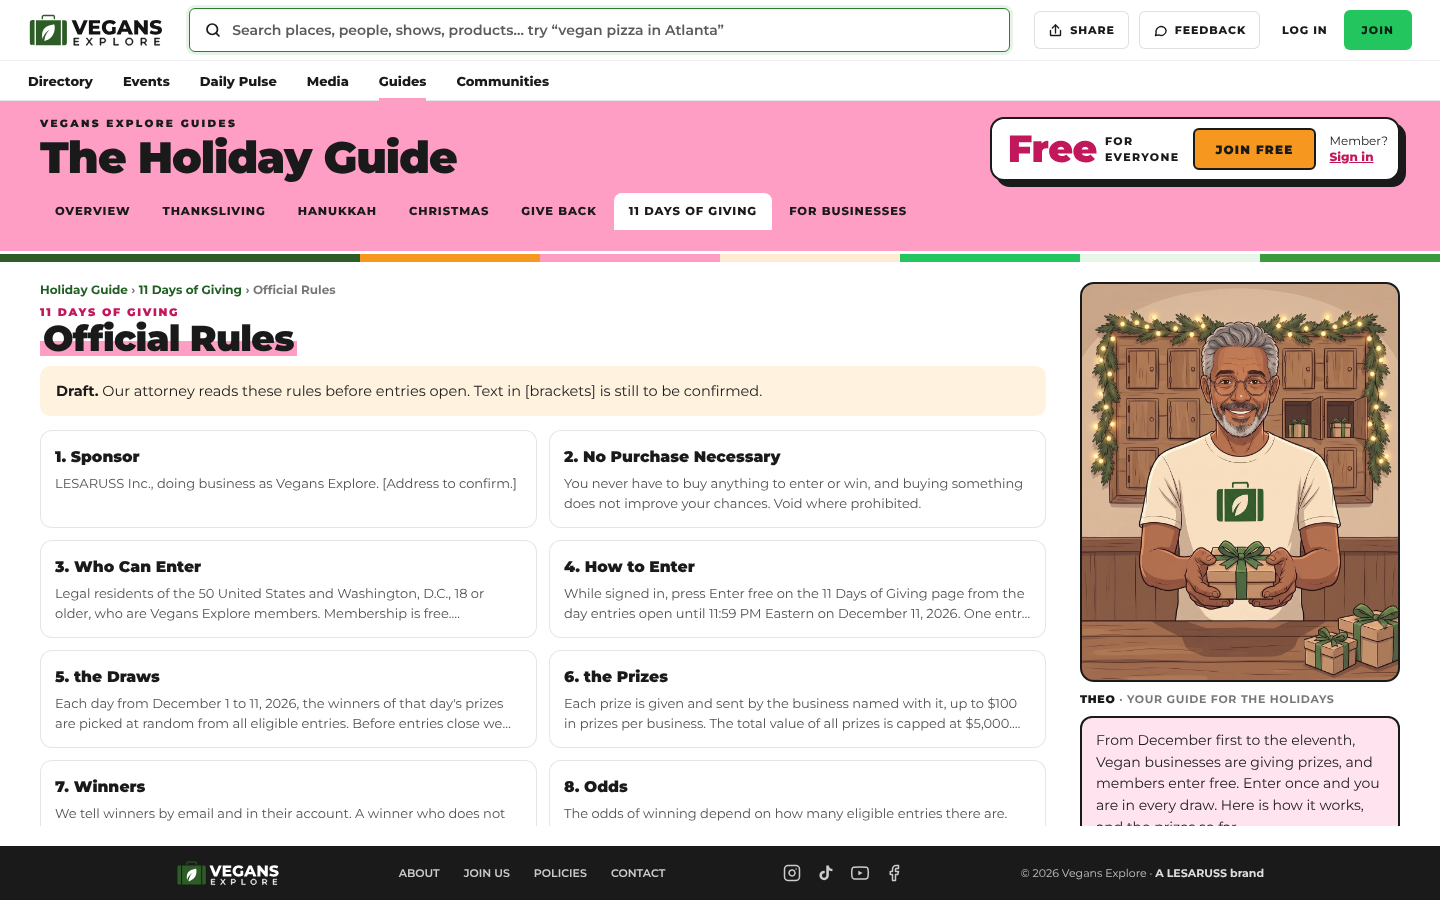 VEGANS
EXPLORE
Search places, people, shows, products... try “vegan pizza in Atlanta”
SHARE
FEEDBACK
LOG IN
JOIN
Directory
Events
Daily Pulse
Media
Guides
Communities
VEGANS EXPLORE GUIDES
The Holiday Guide
Free
FOR
EVERYONE
JOIN FREE
Member?
Sign in
OVERVIEW
THANKSLIVING
HANUKKAH
CHRISTMAS
GIVE BACK
11 DAYS OF GIVING
FOR BUSINESSES
Holiday Guide › 11 Days of Giving › Official Rules
11 DAYS OF GIVING
Official Rules
Draft. Our attorney reads these rules before entries open. Text in [brackets] is still to be confirmed.
1. Sponsor
LESARUSS Inc., doing business as Vegans Explore. [Address to confirm.]
2. No Purchase Necessary
You never have to buy anything to enter or win, and buying something
does not improve your chances. Void where prohibited.
3. Who Can Enter
Legal residents of the 50 United States and Washington, D.C., 18 or
older, who are Vegans Explore members. Membership is free....
4. How to Enter
While signed in, press Enter free on the 11 Days of Giving page from the
day entries open until 11:59 PM Eastern on December 11, 2026. One entr...
5. the Draws
Each day from December 1 to 11, 2026, the winners of that day's prizes
are picked at random from all eligible entries. Before entries close we...
6. the Prizes
Each prize is given and sent by the business named with it, up to $100
in prizes per business. The total value of all prizes is capped at $5,000....
7. Winners
We tell winners by email and in their account. A winner who does not
8. Odds
The odds of winning depend on how many eligible entries there are.
THEO · YOUR GUIDE FOR THE HOLIDAYS
From December first to the eleventh,
Vegan businesses are giving prizes, and
members enter free. Enter once and you
are in every draw. Here is how it works,
and the prizes so far.
VEGANS
EXPLORE
ABOUT
JOIN US
POLICIES
CONTACT
© 2026 Vegans Explore · A LESARUSS brand